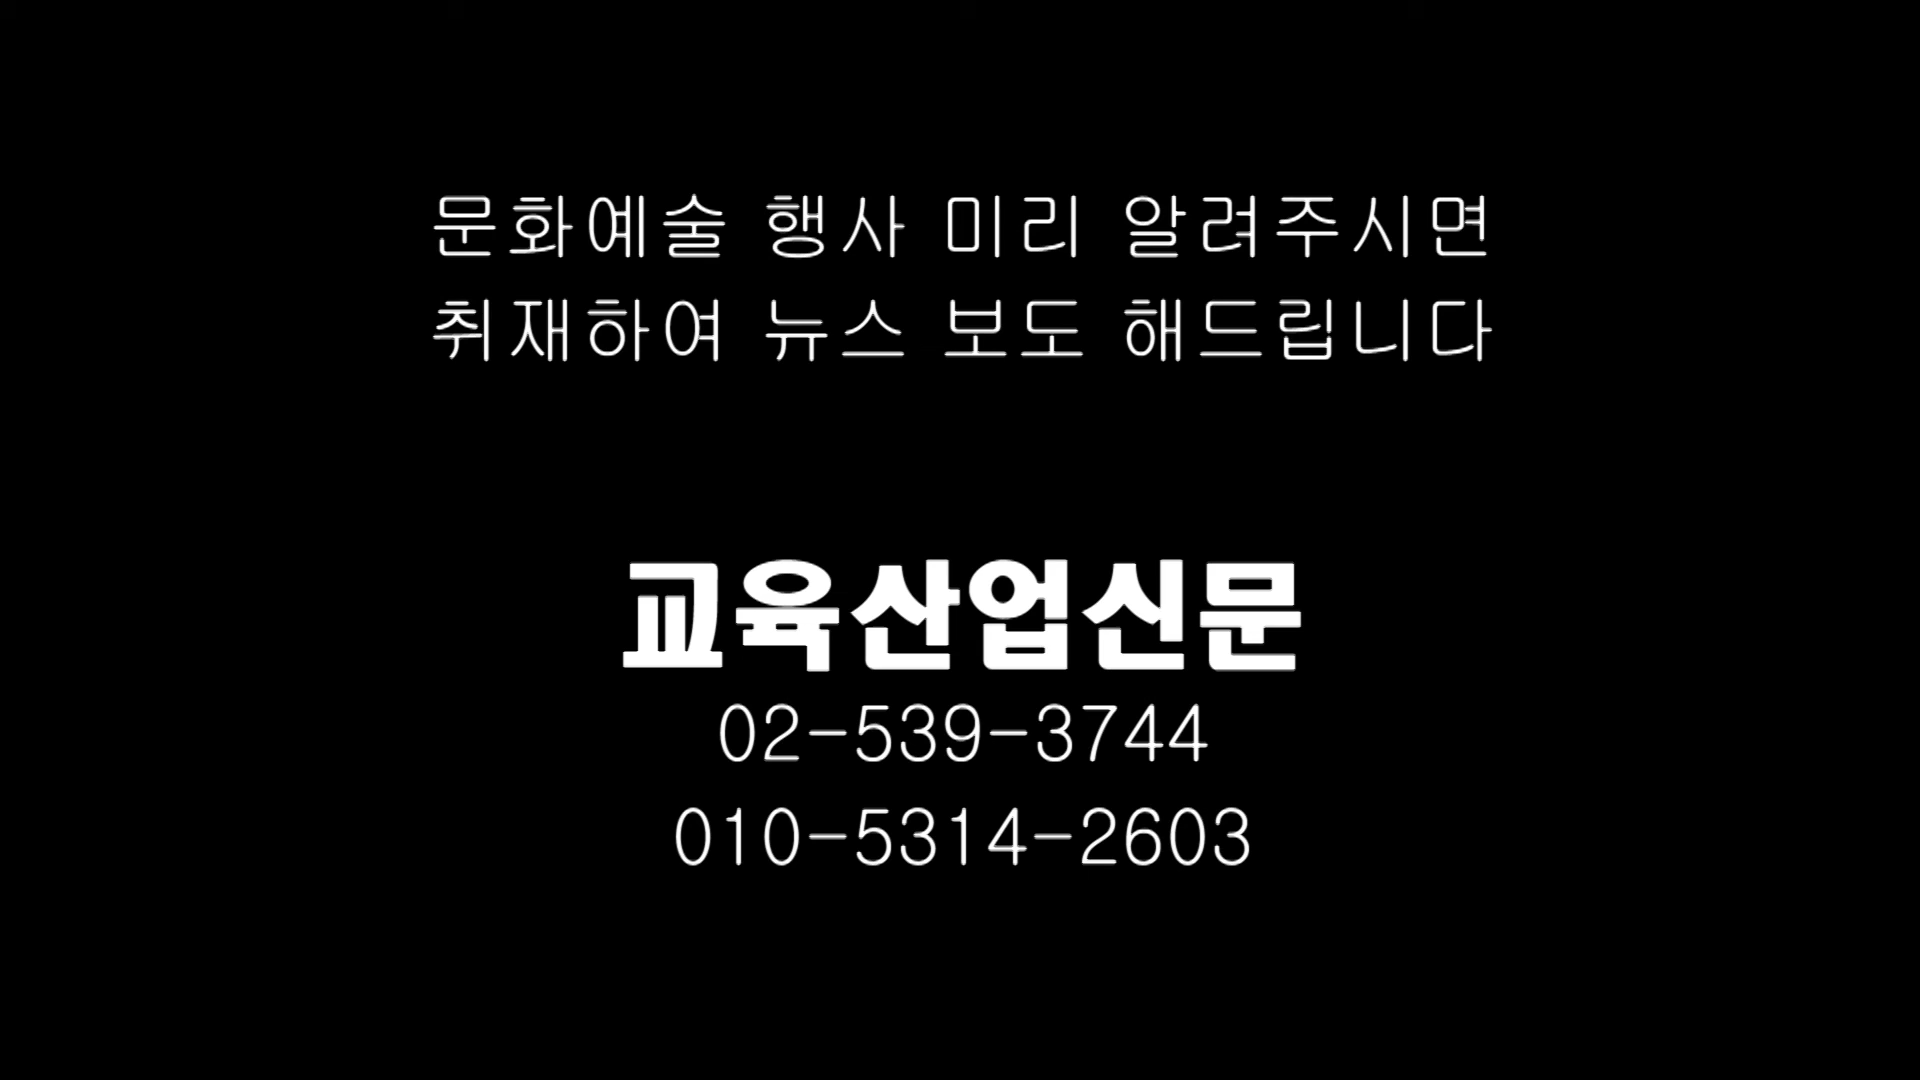 문화예술 행사 미리 알려주시면
취재하여 뉴스 보도 해드립니다
교육산업신문
02-539-3744
010-5314-2603